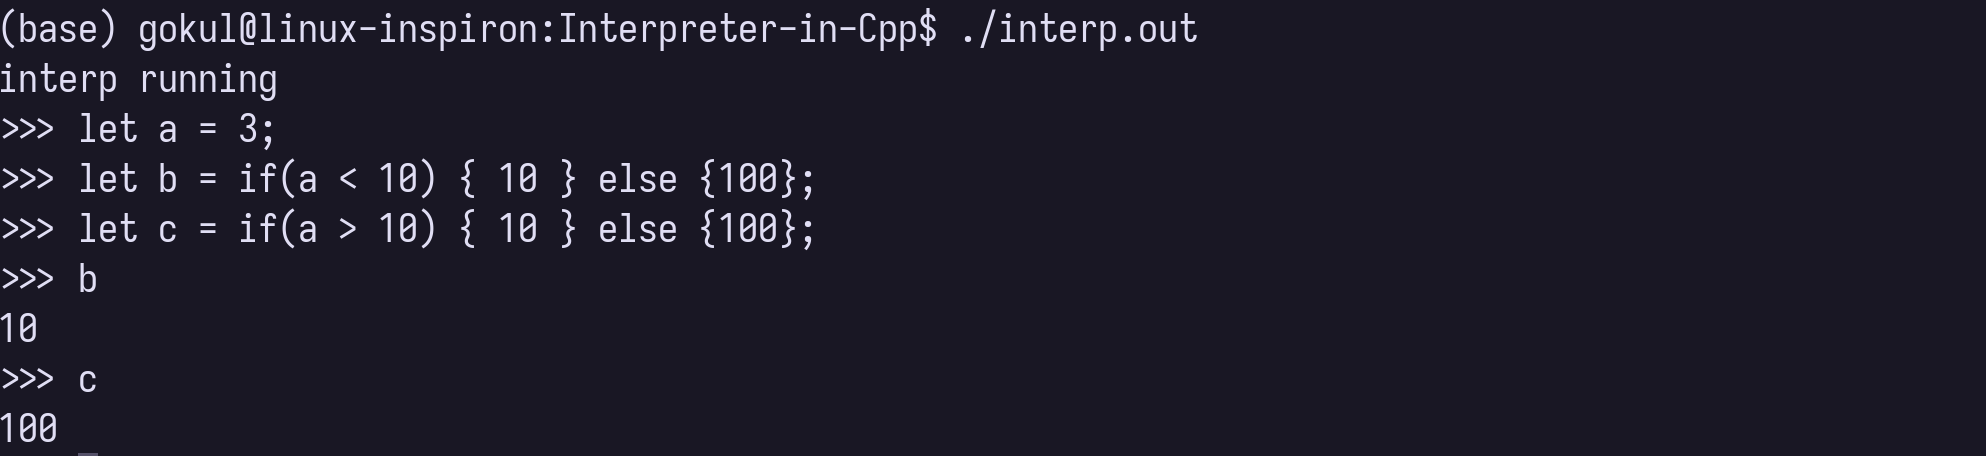 (base) gokul@linux-inspiron:Interpreter-in-Cpp$ ./interp.out
interp running
>>> let a = 3;
>>> let b = if(a < 10) { 10 } else {100};
>>> let c = if(a > 10) { 10 } else {100};
>>> b
10
>>> c
100